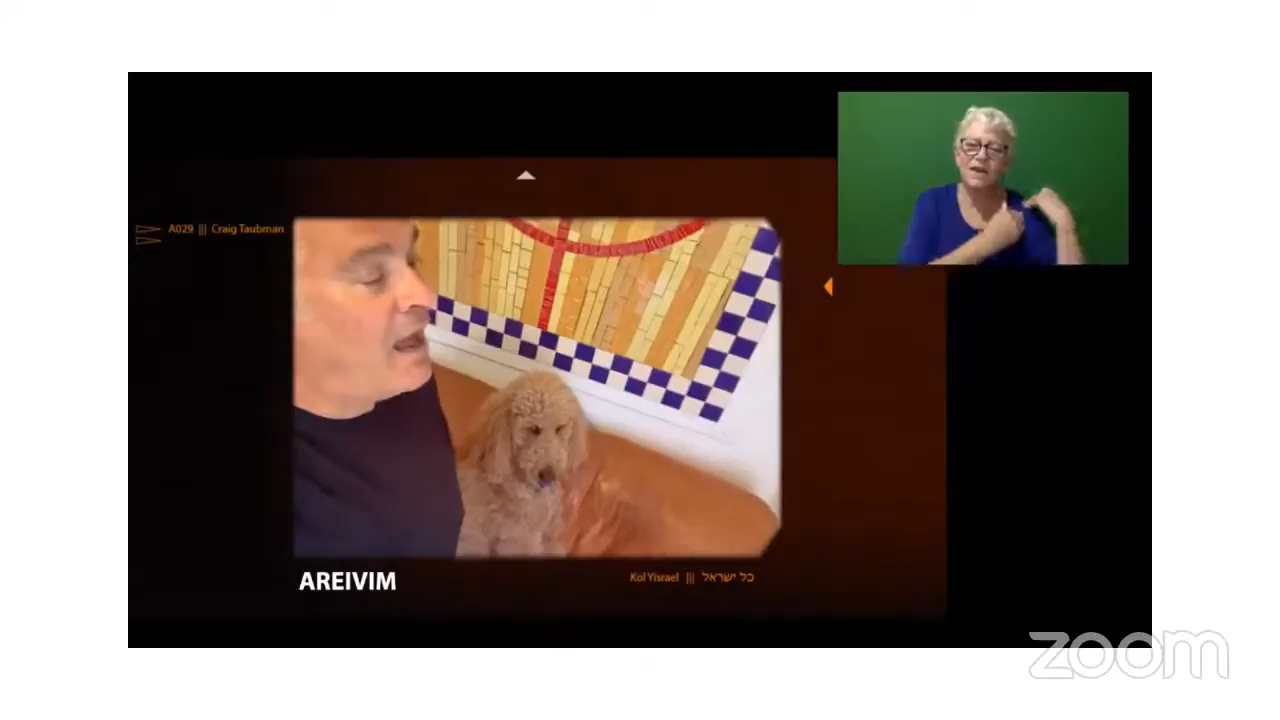 A029 ||| Craig Taubman
AREIVIM
Kol Yisrael ||| כל ישראל
zoom